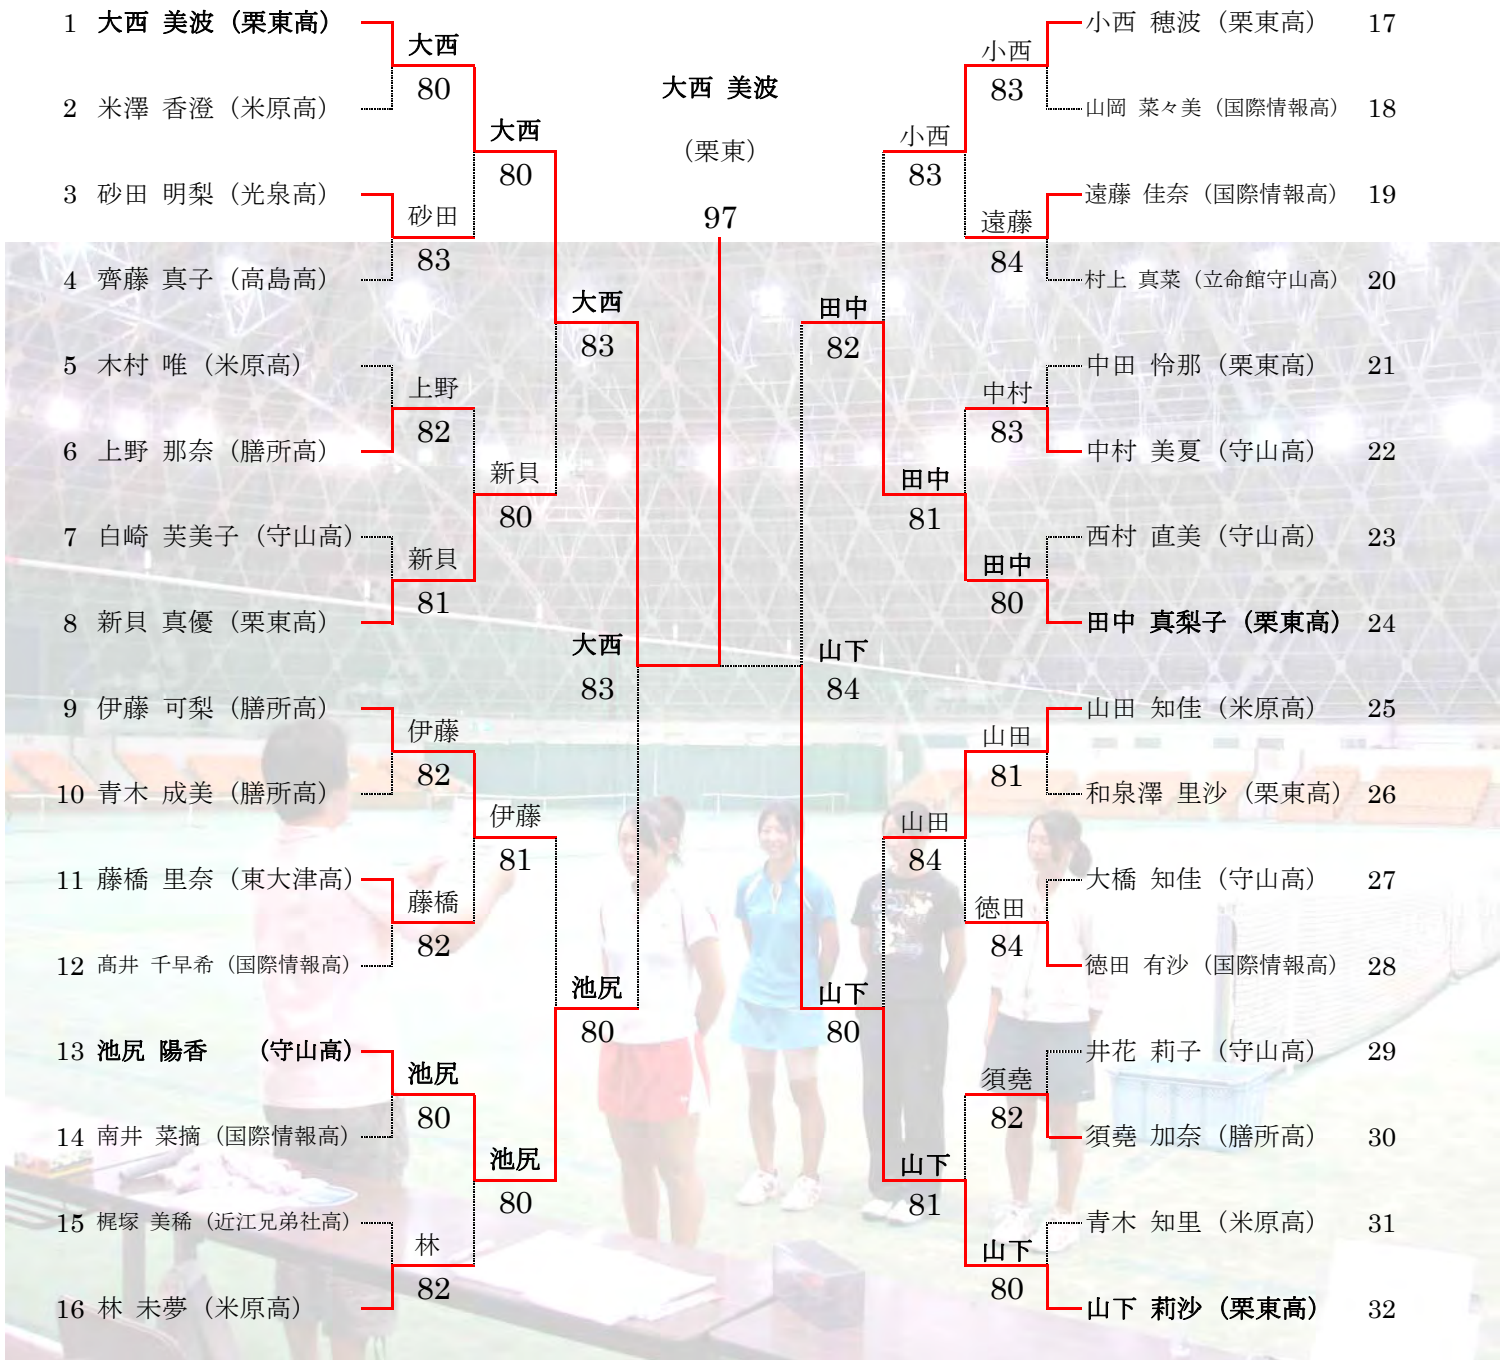 1 大西 美波（栗東高）
2 米澤 香澄（米原高）
3 砂田 明梨（光泉高）
4 齊藤 真子（高島高）
5 木村 唯（米原高）
6 上野 那奈（膳所高）
7 白崎 芙美子（守山高）
8 新貝 真優（栗東高）
9 伊藤 可梨（膳所高）
10 青木 成美（膳所高）
11 藤橋 里奈（東大津高）
12 髙井 千早希（国際情報高）
13 池尻 陽香 （守山高）
14 南井 菜摘（国際情報高）
15 梶塚 美稀（近江兄弟社高）
16 林 未夢（米原高）
大西
80
砂田
83
上野
82
新貝
81
伊藤
82
藤橋
82
池尻
80
林
82
大西
80
新貝
80
伊藤
81
池尻
80
大西
83
池尻
80
大西
83
大西 美波
（栗東）
97
山下
84
田中
82
山下
80
小西
83
田中
81
山田
84
山下
81
小西
83
遠藤
84
中村
83
田中
80
山田
81
徳田
84
須堯
82
山下
80
小西 穂波（栗東高） 17
山岡 菜々美（国際情報高） 18
遠藤 佳奈（国際情報高） 19
村上 真菜（立命館守山高） 20
中田 怜那（栗東高） 21
中村 美夏（守山高） 22
西村 直美（守山高） 23
田中 真梨子（栗東高） 24
山田 知佳（米原高） 25
和泉澤 里沙（栗東高） 26
大橋 知佳（守山高） 27
徳田 有沙（国際情報高） 28
井花 莉子（守山高） 29
須堯 加奈（膳所高） 30
青木 知里（米原高） 31
山下 莉沙（栗東高） 32